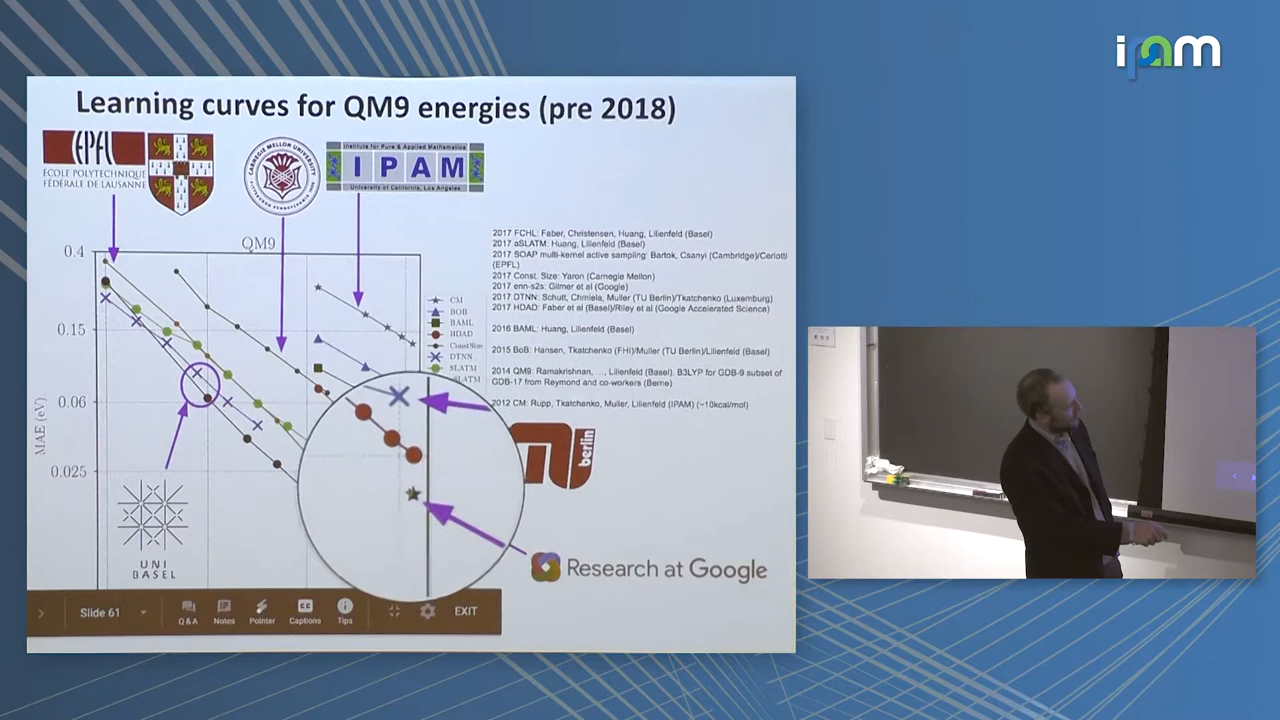 ipam
Learning curves for QM9 energies (pre 2018)
EPFL
ÉCOLE POLYTECHNIQUE
FÉDÉRALE DE LAUSANNE
CARNEGIE MELLON UNIVERSITY
Institute for Pure & Applied Mathematics
IPAM
University of California, Los Angeles
QM9
0.4
0.15
0.06
0.025
MAE (eV)
CM
BOB
BAML
HDAD
ConstSize
DTNN
SLATM
2017 FCHL: Faber, Christensen, Huang, Lilienfeld (Basel)
2017 aSLATM: Huang, Lilienfeld (Basel)
2017 SOAP multi-kernel active sampling: Bartok, Csanyi (Cambridge)/Ceriotti
(EPFL)
2017 Const. Size: Yaron (Carnegie Mellon)
2017 enn-s2s: Gilmer et al (Google)
2017 DTNN: Schutt, Chmiela, Muller (TU Berlin)/Tkatchenko (Luxemburg)
2017 HDAD: Faber et al (Basel)/Riley et al (Google Accelerated Science)
2016 BAML: Huang, Lilienfeld (Basel)
2015 BoB: Hansen, Tkatchenko (FHI)/Muller (TU Berlin)/Lilienfeld (Basel)
2014 QM9: Ramakrishnan, ..., Lilienfeld (Basel). B3LYP for GDB-9 subset of
GDB-17 from Reymond and co-workers (Berne)
2012 CM: Rupp, Tkatchenko, Muller, Lilienfeld (IPAM) (~10kcal/mol)
berlin
UNI
BASEL
Research at Google
Slide 61
Q&A
Notes
Pointer
Captions
Tips
EXIT